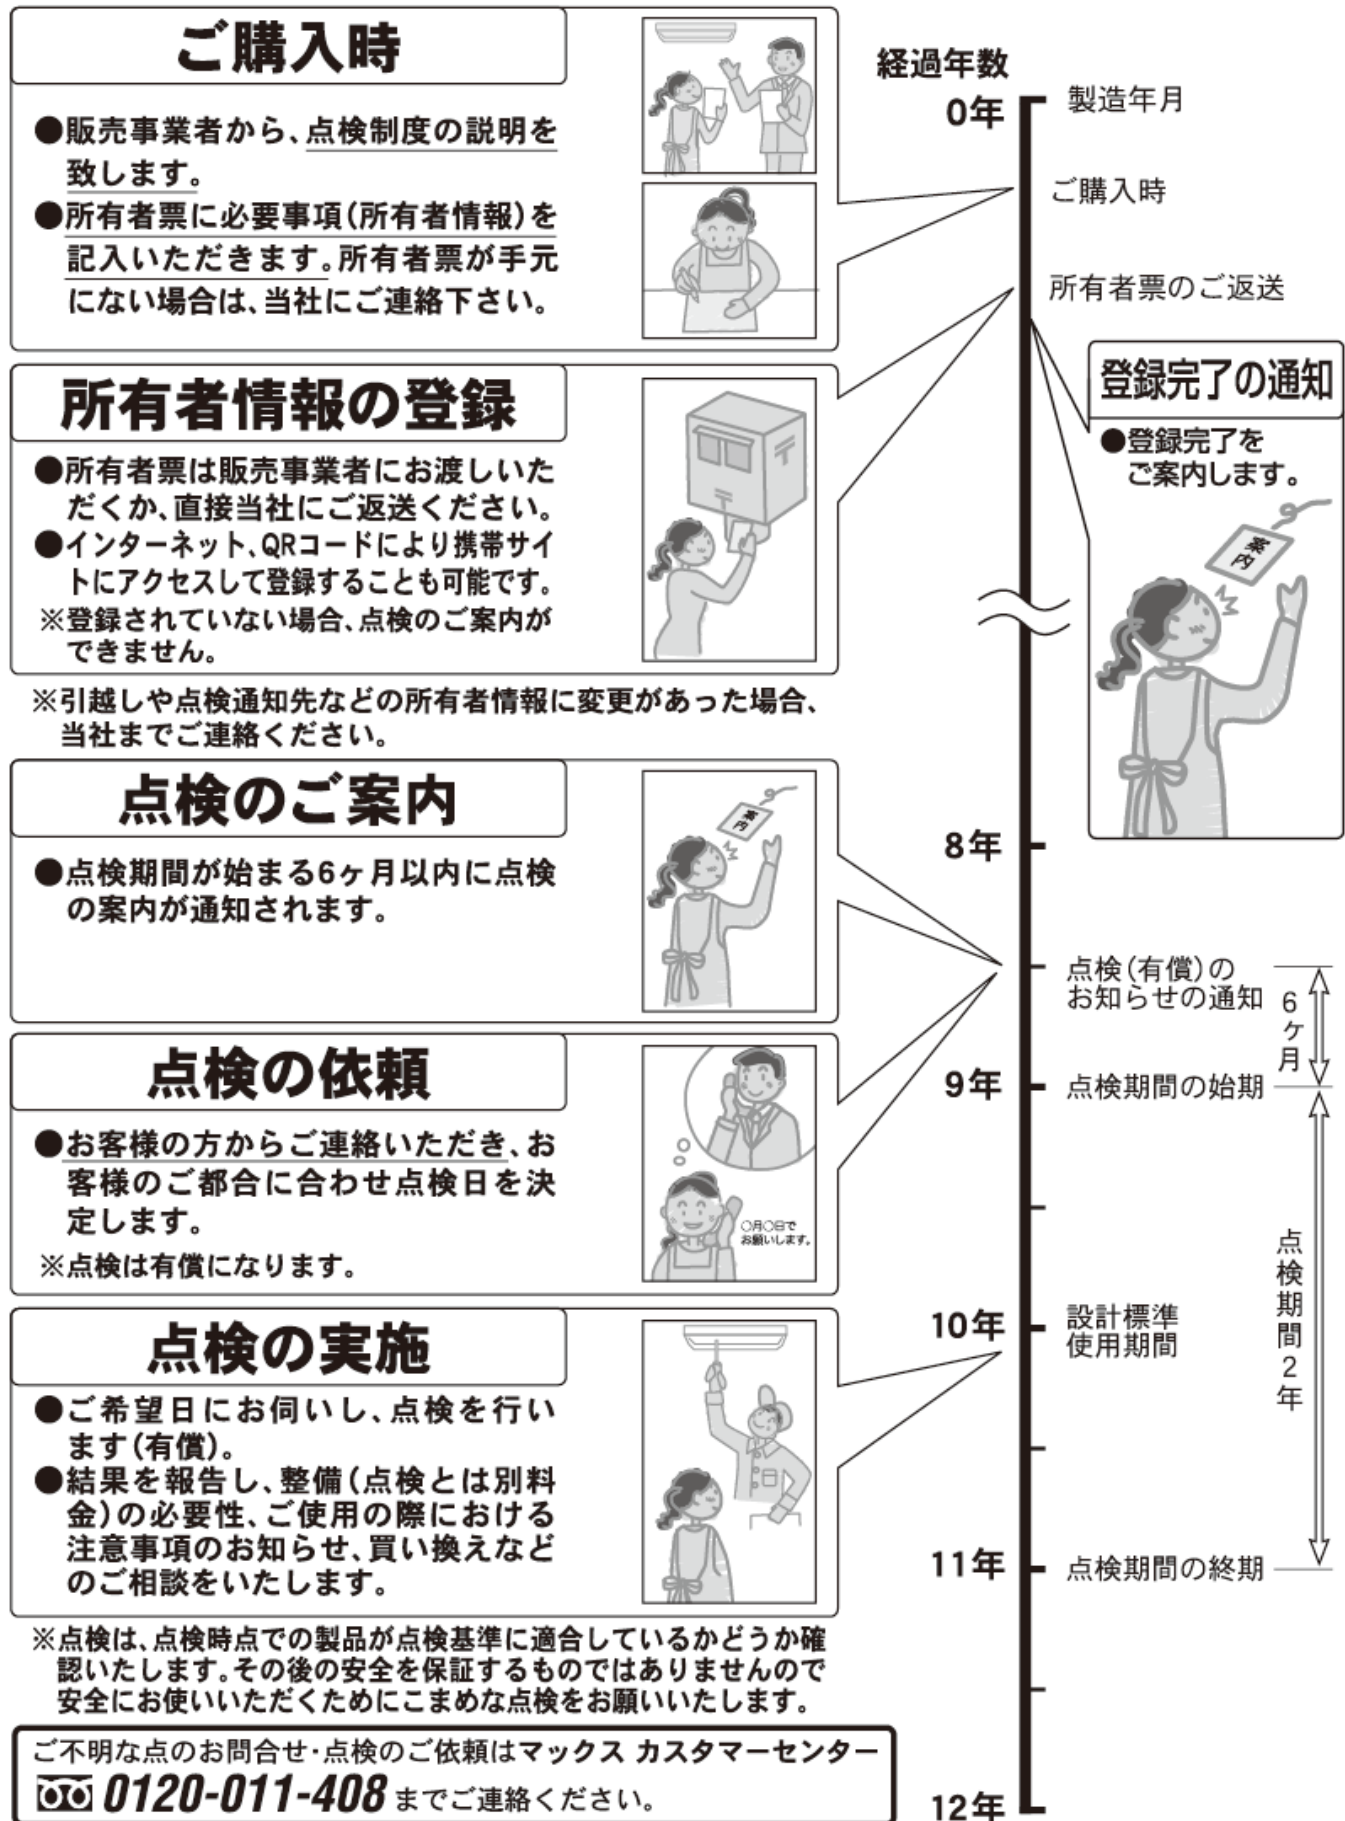 ご購入時
●販売事業者から、点検制度の説明を
致します。
●所有者票に必要事項(所有者情報)を
記入いただきます。所有者票が手元
にない場合は、当社にご連絡下さい。
所有者情報の登録
●所有者票は販売事業者にお渡しいた
だくか、直接当社にご返送ください。
●インターネット、QRコードにより携帯サイ
トにアクセスして登録することも可能です。
※登録されていない場合、点検のご案内が
できません。
※引越しや点検通知先などの所有者情報に変更があった場合、
当社までご連絡ください。
点検のご案内
●点検期間が始まる6ヶ月以内に点検
の案内が通知されます。
案内
点検の依頼
●お客様の方からご連絡いただき、お
客様のご都合に合わせ点検日を決
定します。
※点検は有償になります。
○月○日で
お願いします。
点検の実施
●ご希望日にお伺いし、点検を行い
ます(有償)。
●結果を報告し、整備(点検とは別料
金)の必要性、ご使用の際における
注意事項のお知らせ、買い換えなど
のご相談をいたします。
※点検は、点検時点での製品が点検基準に適合しているかどうか確
認いたします。その後の安全を保証するものではありませんので
安全にお使いいただくためにこまめな点検をお願いいたします。
ご不明な点のお問合せ・点検のご依頼はマックス カスタマーセンター
0120-011-408 までご連絡ください。
経過年数
0年
製造年月
ご購入時
所有者票のご返送
登録完了の通知
●登録完了を
ご案内します。
案内
8年
点検(有償)の
お知らせの通知
6ヶ月
9年
点検期間の始期
点検期間2年
10年
設計標準
使用期間
11年
点検期間の終期
12年